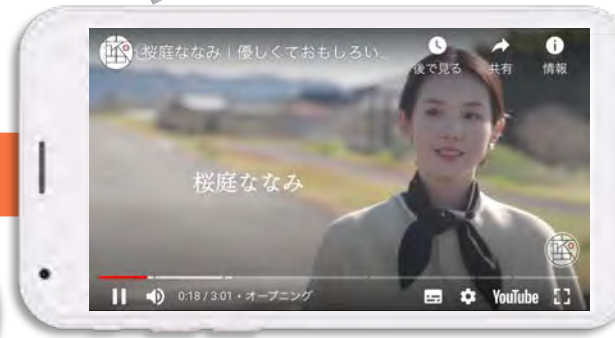 桜庭ななみ｜優しくておもしろい…
後で見る
共有
情報
桜庭ななみ
0:18 / 3:01・オープニング
YouTube